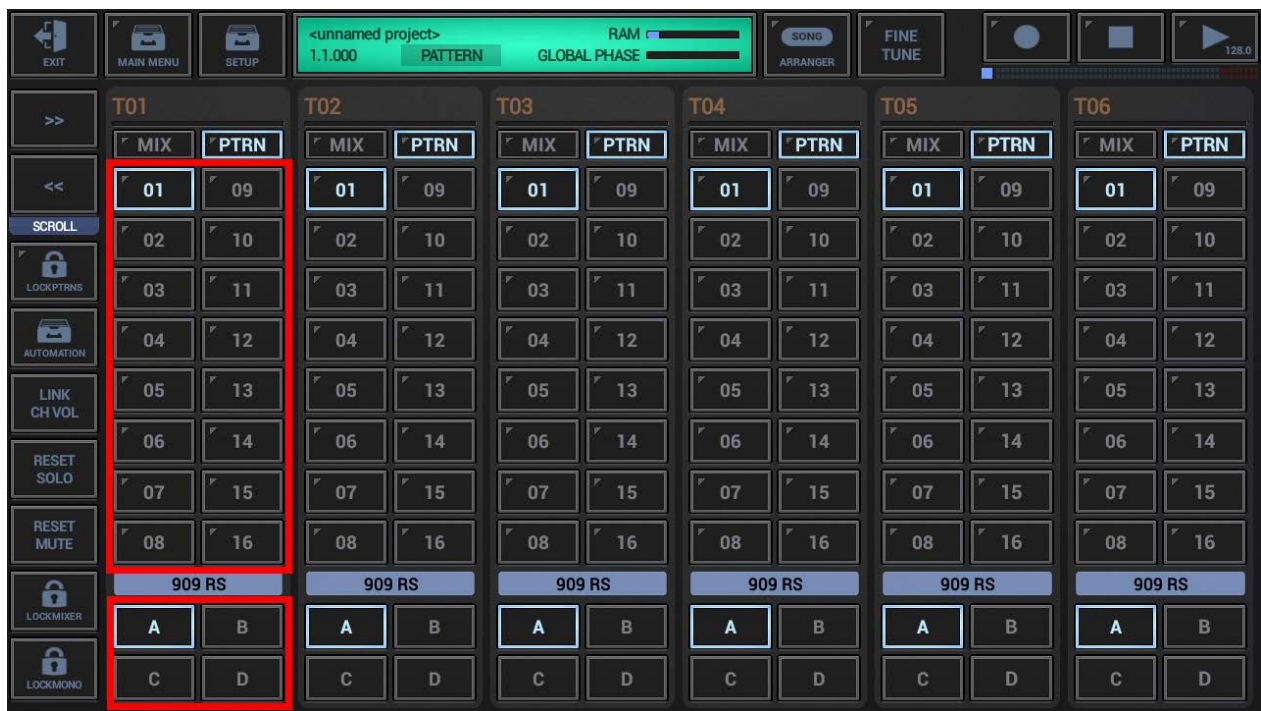 EXIT
MAIN MENU
SETUP
<unnamed project> RAM
1.1.000 PATTERN GLOBAL PHASE
SONG
ARRANGER
FINE
TUNE
128.0
>>
<<
SCROLL
LOCKPTRNS
AUTOMATION
LINK
CH VOL
RESET
SOLO
RESET
MUTE
LOCKMIXER
LOCKMONO
T01 T02 T03 T04 T05 T06
MIX PTRN MIX PTRN MIX PTRN MIX PTRN MIX PTRN MIX PTRN
01 09 01 09 01 09 01 09 01 09 01 09
02 10 02 10 02 10 02 10 02 10 02 10
03 11 03 11 03 11 03 11 03 11 03 11
04 12 04 12 04 12 04 12 04 12 04 12
05 13 05 13 05 13 05 13 05 13 05 13
06 14 06 14 06 14 06 14 06 14 06 14
07 15 07 15 07 15 07 15 07 15 07 15
08 16 08 16 08 16 08 16 08 16 08 16
909 RS 909 RS 909 RS 909 RS 909 RS 909 RS
A B A B A B A B A B A B
C D C D C D C D C D C D